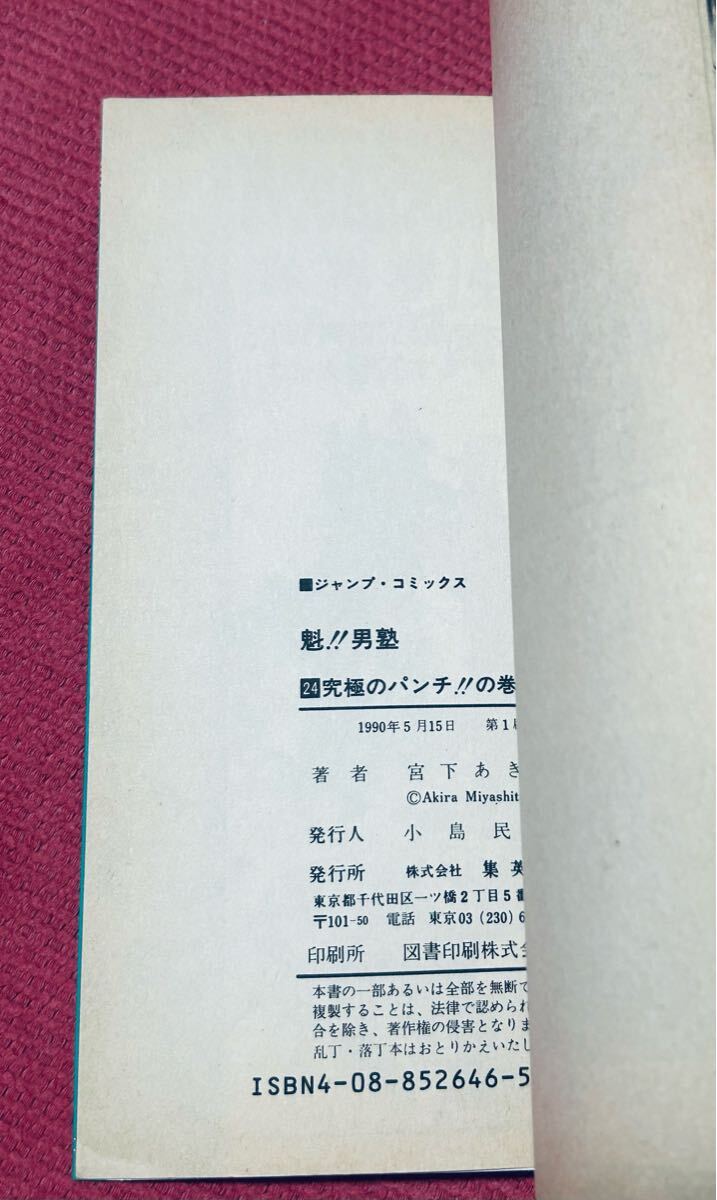 ■ジャンプ・コミックス
魁!!男塾
24究極のパンチ!!の巻
1990年5月15日 第1
著者 宮下あき
©Akira Miyashit
発行人 小島民
発行所 株式会社 集英
東京都千代田区一ツ橋2丁目5
〒101-50 電話 東京03(230)6
印刷所 図書印刷株式
本書の一部あるいは全部を無断で
複製することは、法律で認められ
合を除き、著作権の侵害となりま
乱丁・落丁本はおとりかえいたし
ISBN4-08-852646-5